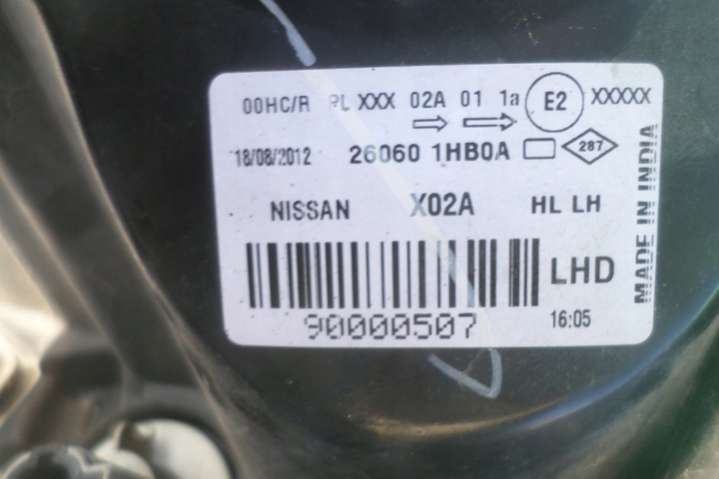 00HC/R PL XXX 02A 01 1a E2 XXXXX
18/08/2012 26060 1HB0A 287
NISSAN X02A HL LH
LHD
90000507 16:05
MADE IN INDIA